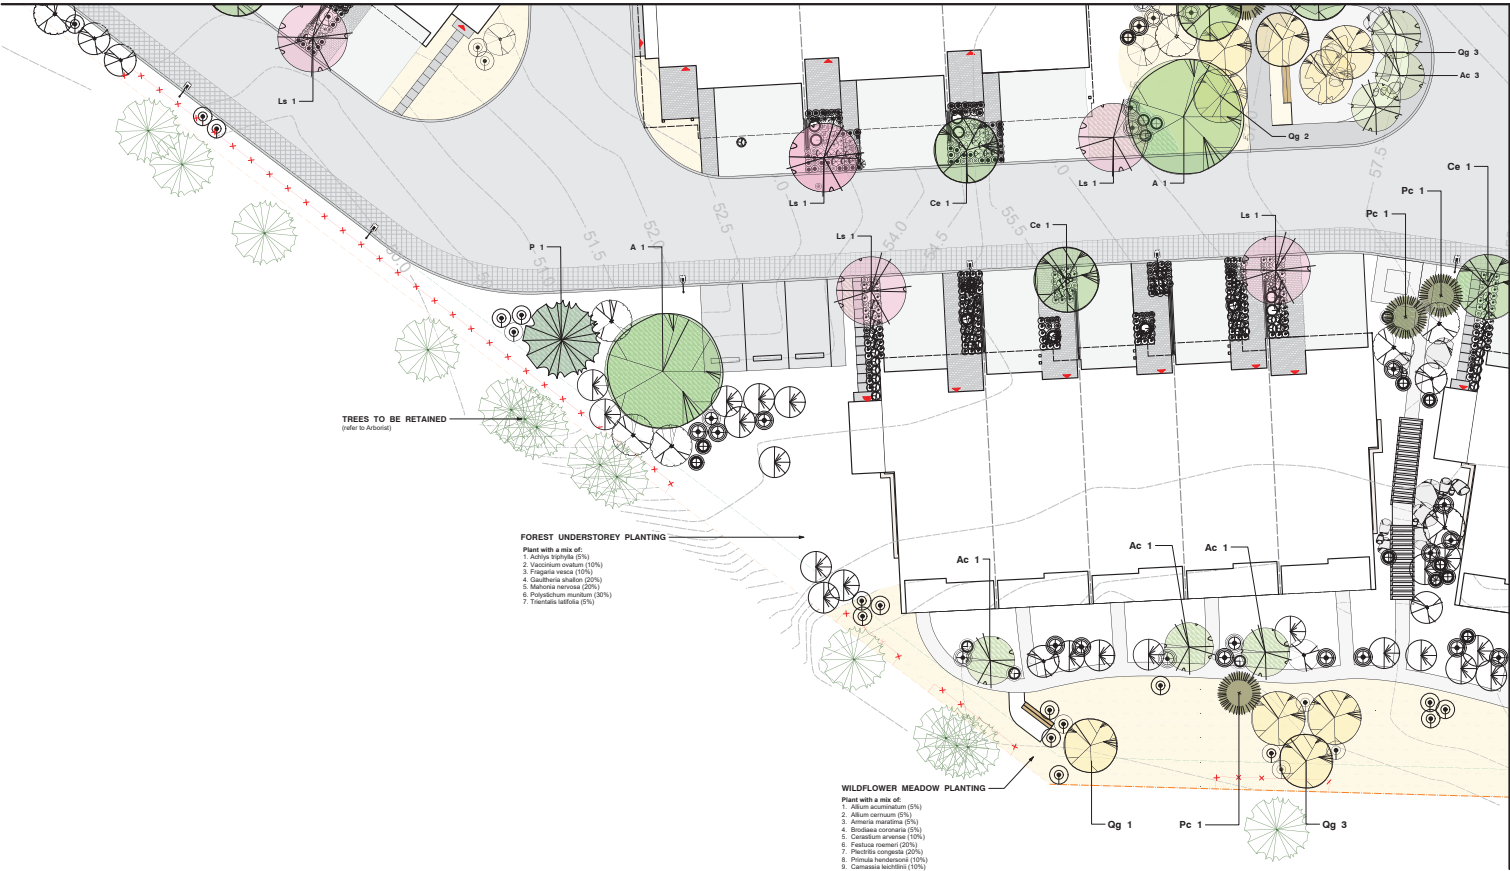 Qg 3
Ac 3
Ls 1
Qg 2
57.5
Ce 1
Ls 1
A 1
Pc 1
Ls 1
Ce 1
52.5
Pc 1
Ls 1
Ce 1
55.5
54.0
54.5
Ls 1
P 1
A 1
51.5
51.0
TREES TO BE RETAINED
(refer to Arborist)
FOREST UNDERSTOREY PLANTING
Plant with a mix of:
1. Achlys triphylla (5%)
2. Vaccinium ovatum (10%)
3. Fragaria vesca (10%)
4. Gaultheria shallon (20%)
5. Mahonia nervosa (20%)
6. Polystichum munitum (30%)
7. Trientalis latifolia (5%)
Ac 1
Ac 1
Ac 1
WILDFLOWER MEADOW PLANTING
Plant with a mix of:
1. Allium acuminatum (5%)
2. Allium cernuum (5%)
3. Armeria maratima (5%)
4. Brodiaea coronaria (5%)
5. Cerastium arvense (10%)
6. Festuca roemeri (20%)
7. Plectritis congesta (20%)
8. Primula hendersonii (10%)
9. Camassia leichtlinii (10%)
Qg 1
Pc 1
Qg 3